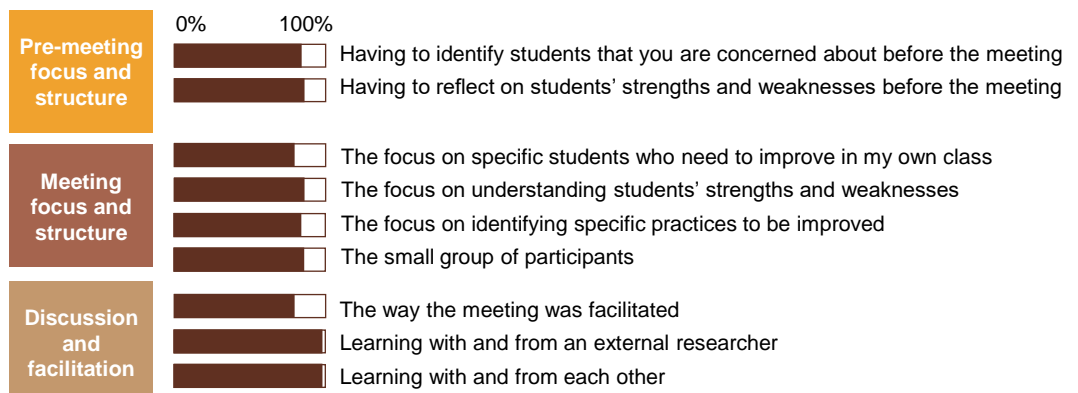 0% 100%
Pre-meeting
focus and
structure
Having to identify students that you are concerned about before the meeting
Having to reflect on students’ strengths and weaknesses before the meeting
Meeting
focus and
structure
The focus on specific students who need to improve in my own class
The focus on understanding students’ strengths and weaknesses
The focus on identifying specific practices to be improved
The small group of participants
Discussion
and
facilitation
The way the meeting was facilitated
Learning with and from an external researcher
Learning with and from each other